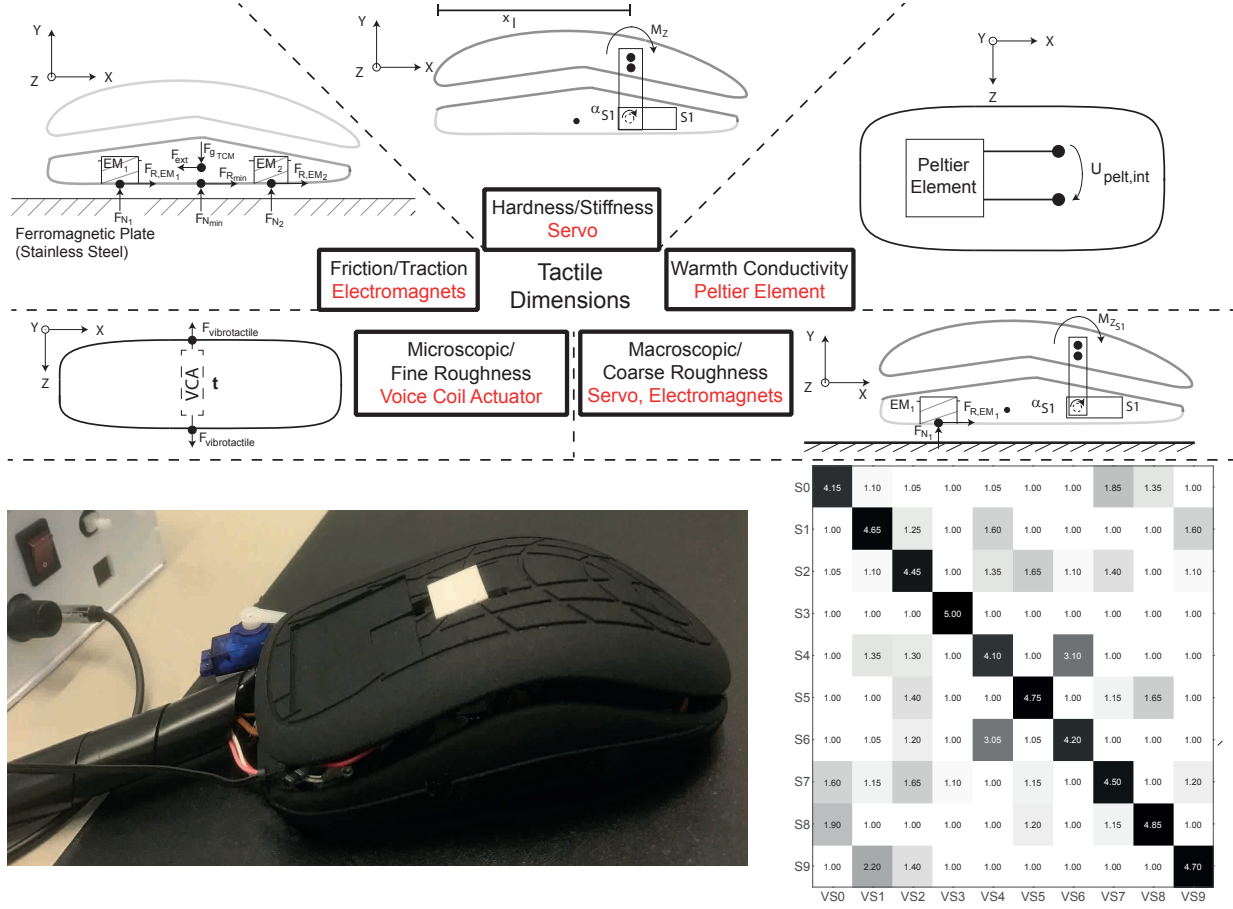 Y
X
Z
EM1
Fext
FgTCM
EM2
FR,EM1
FRmin
FR,EM2
FN1
FNmin
FN2
Ferromagnetic Plate
(Stainless Steel)
xl
Y
X
Z
MZ
αS1
S1
Y
X
Z
Peltier
Element
Upelt,int
Hardness/Stiffness
Servo
Friction/Traction
Electromagnets
Tactile
Dimensions
Warmth Conductivity
Peltier Element
Y
X
Z
Fvibrotactile
VCA
t
Fvibrotactile
Microscopic/
Fine Roughness
Voice Coil Actuator
Macroscopic/
Coarse Roughness
Servo, Electromagnets
Y
X
Z
MZS1
EM1
FR,EM1
αS1
S1
FN1
S0 4.15 1.10 1.05 1.00 1.05 1.00 1.00 1.85 1.35 1.00
S1 1.00 4.65 1.25 1.00 1.60 1.00 1.00 1.00 1.00 1.60
S2 1.05 1.10 4.45 1.00 1.35 1.65 1.10 1.40 1.00 1.10
S3 1.00 1.00 1.00 5.00 1.00 1.00 1.00 1.00 1.00 1.00
S4 1.00 1.35 1.30 1.00 4.10 1.00 3.10 1.00 1.00 1.00
S5 1.00 1.00 1.40 1.00 1.00 4.75 1.00 1.15 1.65 1.00
S6 1.00 1.05 1.20 1.00 3.05 1.05 4.20 1.00 1.00 1.00
S7 1.60 1.15 1.65 1.10 1.00 1.15 1.00 4.50 1.00 1.20
S8 1.90 1.00 1.00 1.00 1.00 1.20 1.00 1.15 4.85 1.00
S9 1.00 2.20 1.40 1.00 1.00 1.00 1.00 1.00 1.00 4.70
VS0 VS1 VS2 VS3 VS4 VS5 VS6 VS7 VS8 VS9